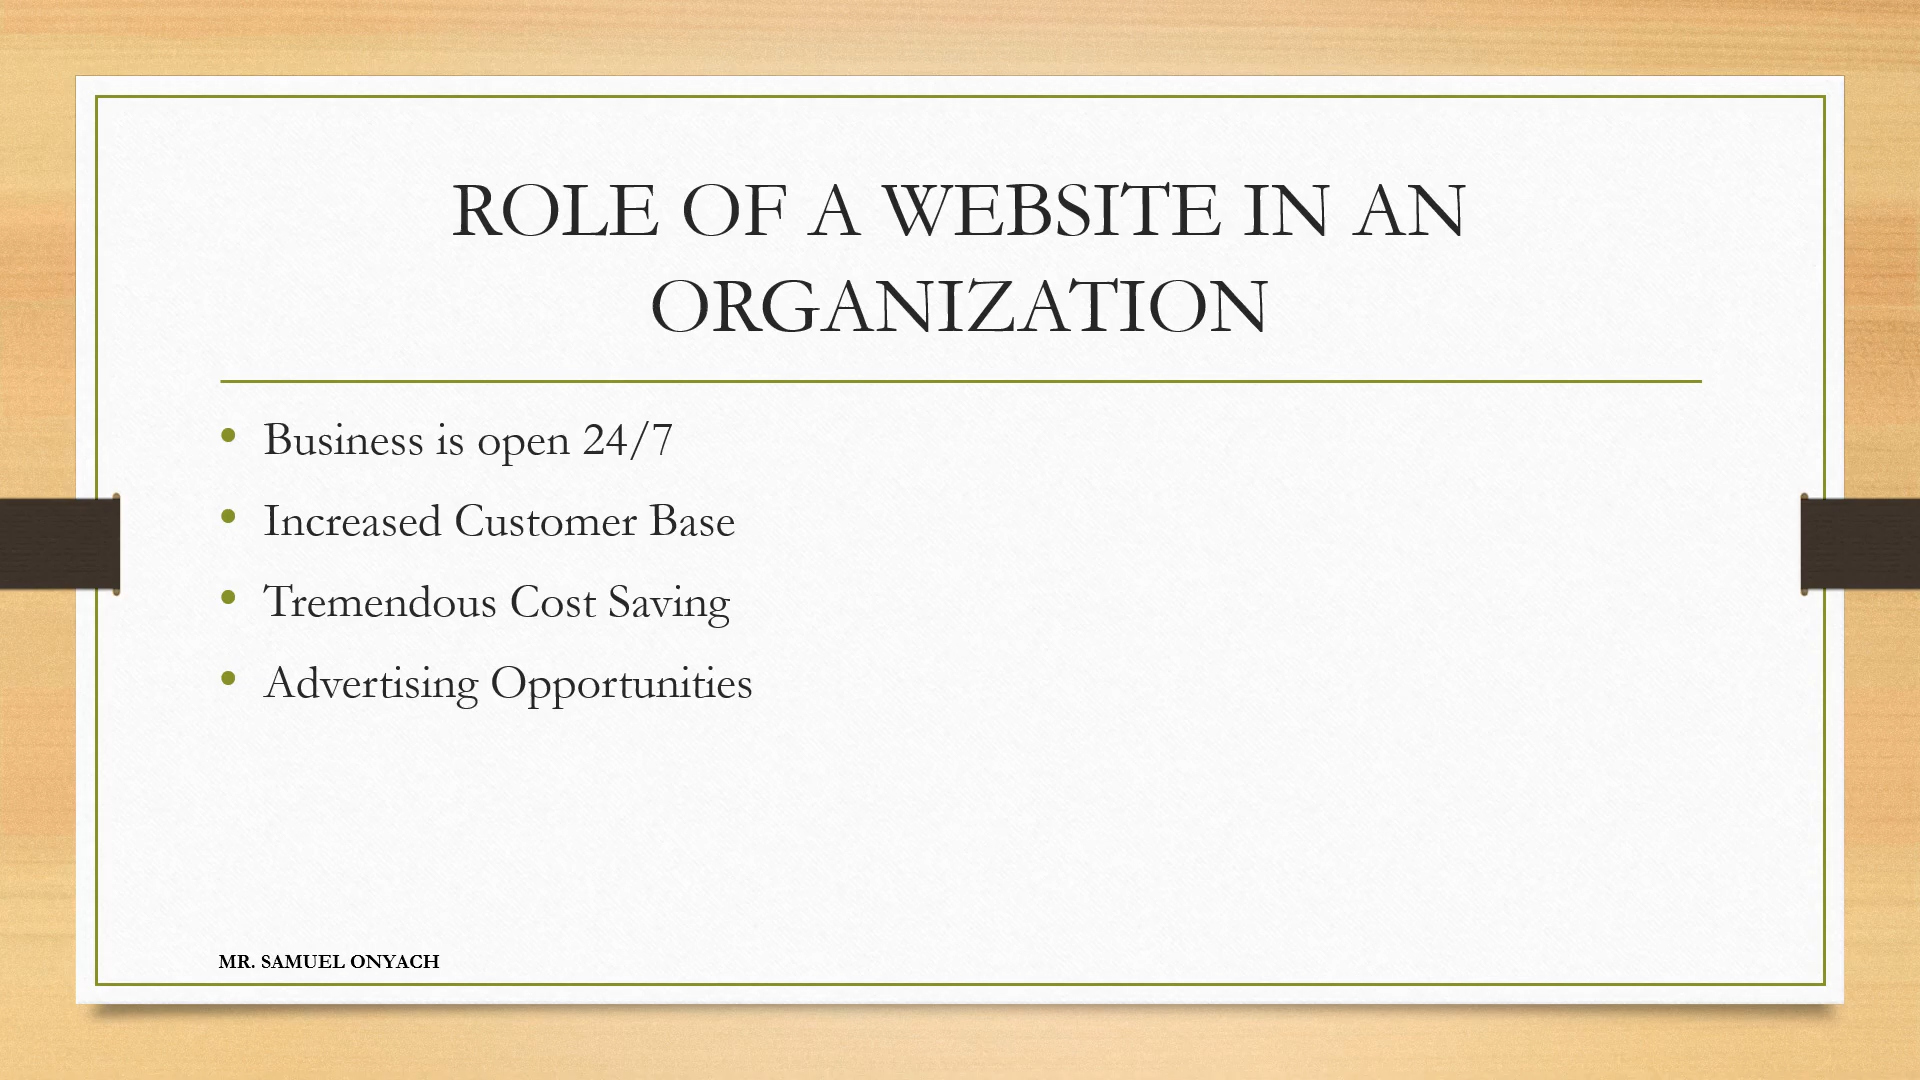 ROLE OF A WEBSITE IN AN
ORGANIZATION
• Business is open 24/7
• Increased Customer Base
• Tremendous Cost Saving
• Advertising Opportunities
MR. SAMUEL ONYACH